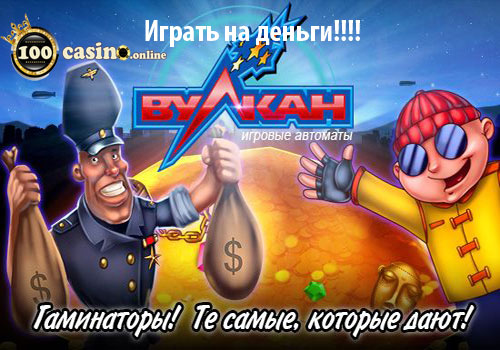 Играть на деньги!!!!
100
casino.online
ВУЛКАН
игровые автоматы
$
$
Гаминаторы! Те самые, которые дают!